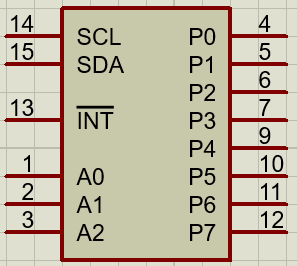 14 SCL P0 4
15 SDA P1 5
P2 6
13 INT P3 7
P4 9
1 A0 P5 10
2 A1 P6 11
3 A2 P7 12